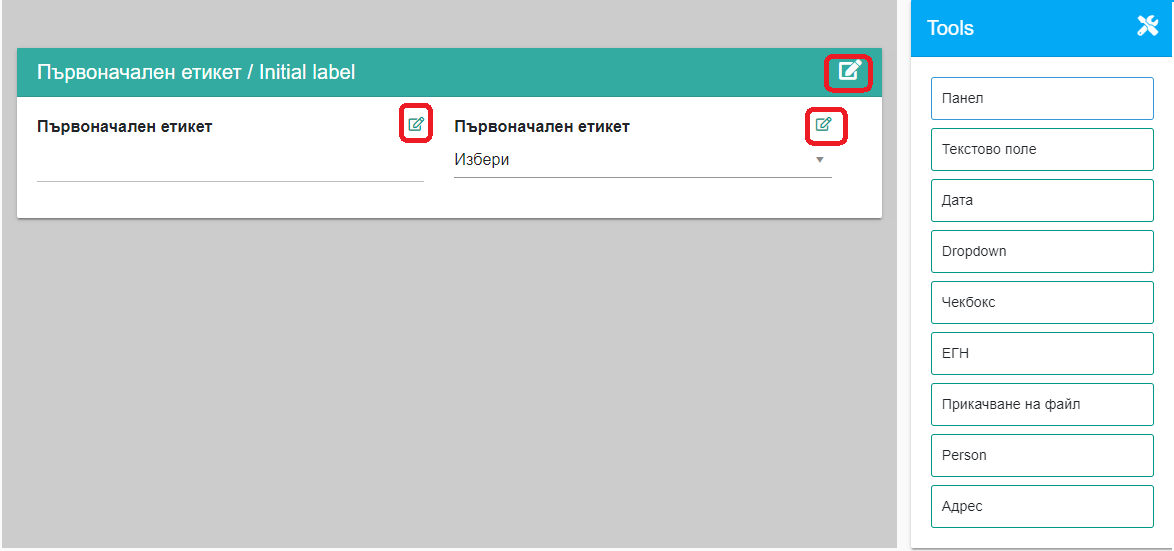 Първоначален етикет / Initial label
Първоначален етикет
Първоначален етикет
Избери
Tools
Панел
Текстово поле
Дата
Dropdown
Чекбокс
ЕГН
Прикачване на файл
Person
Адрес